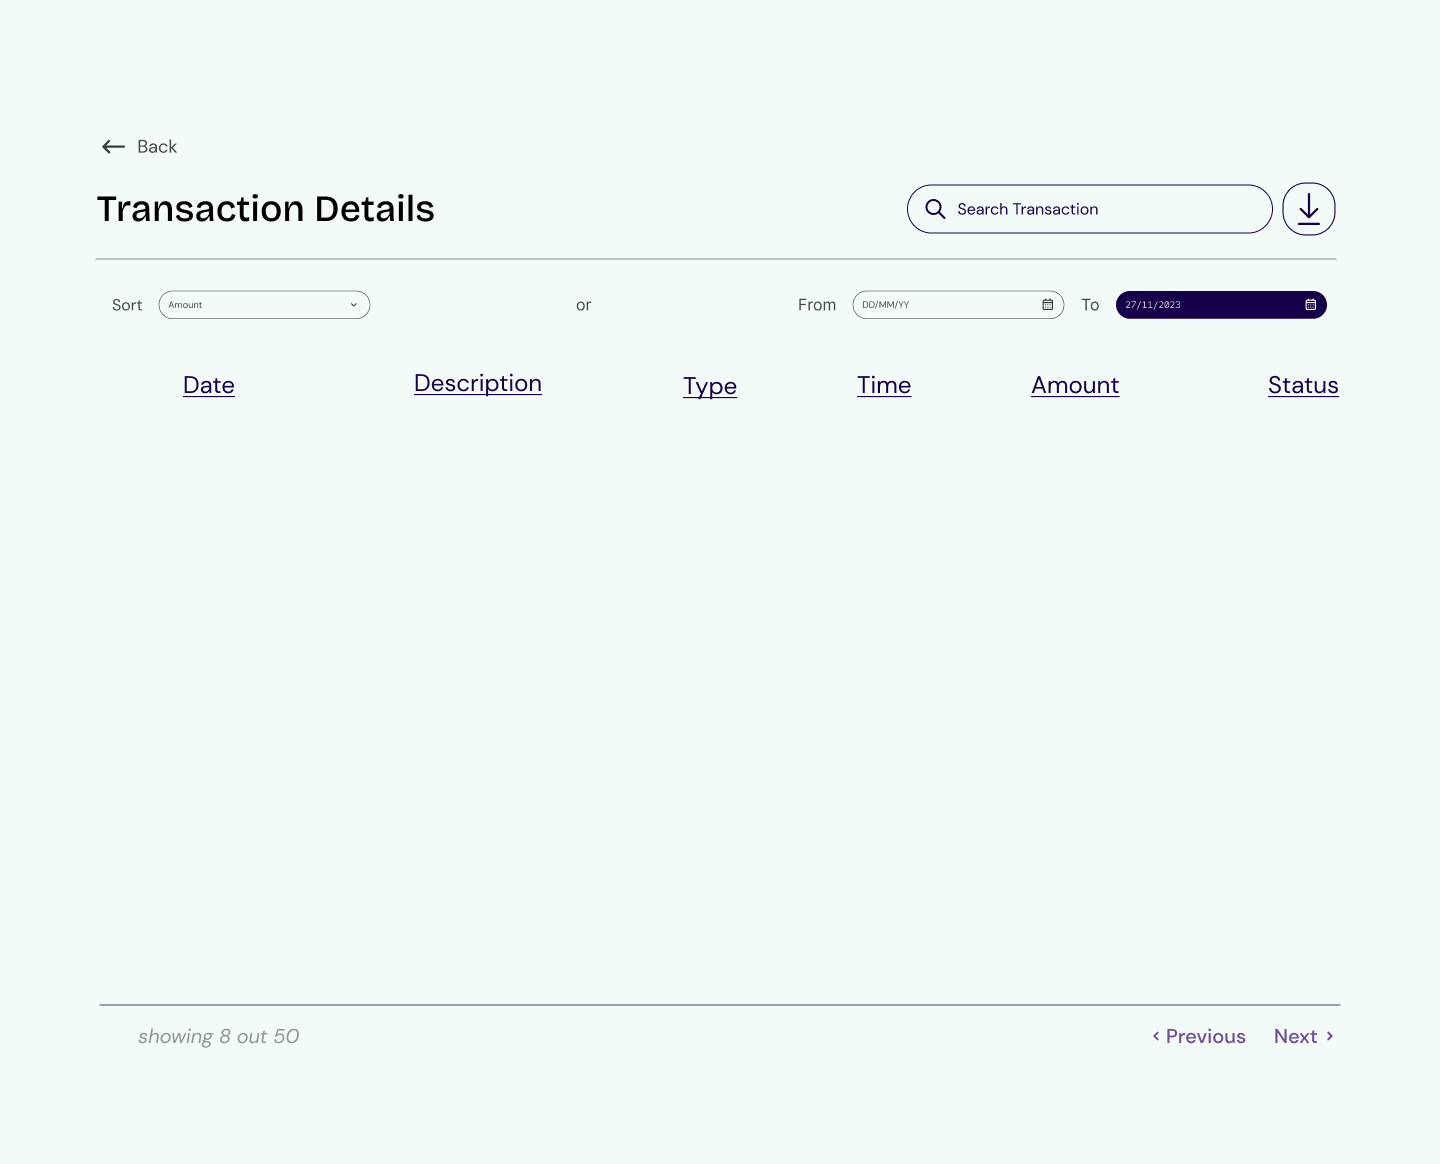 Back
Transaction Details
Search Transaction
Sort Amount or From DD/MM/YY To 27/11/2023
Date Description Type Time Amount Status
showing 8 out 50
Previous Next